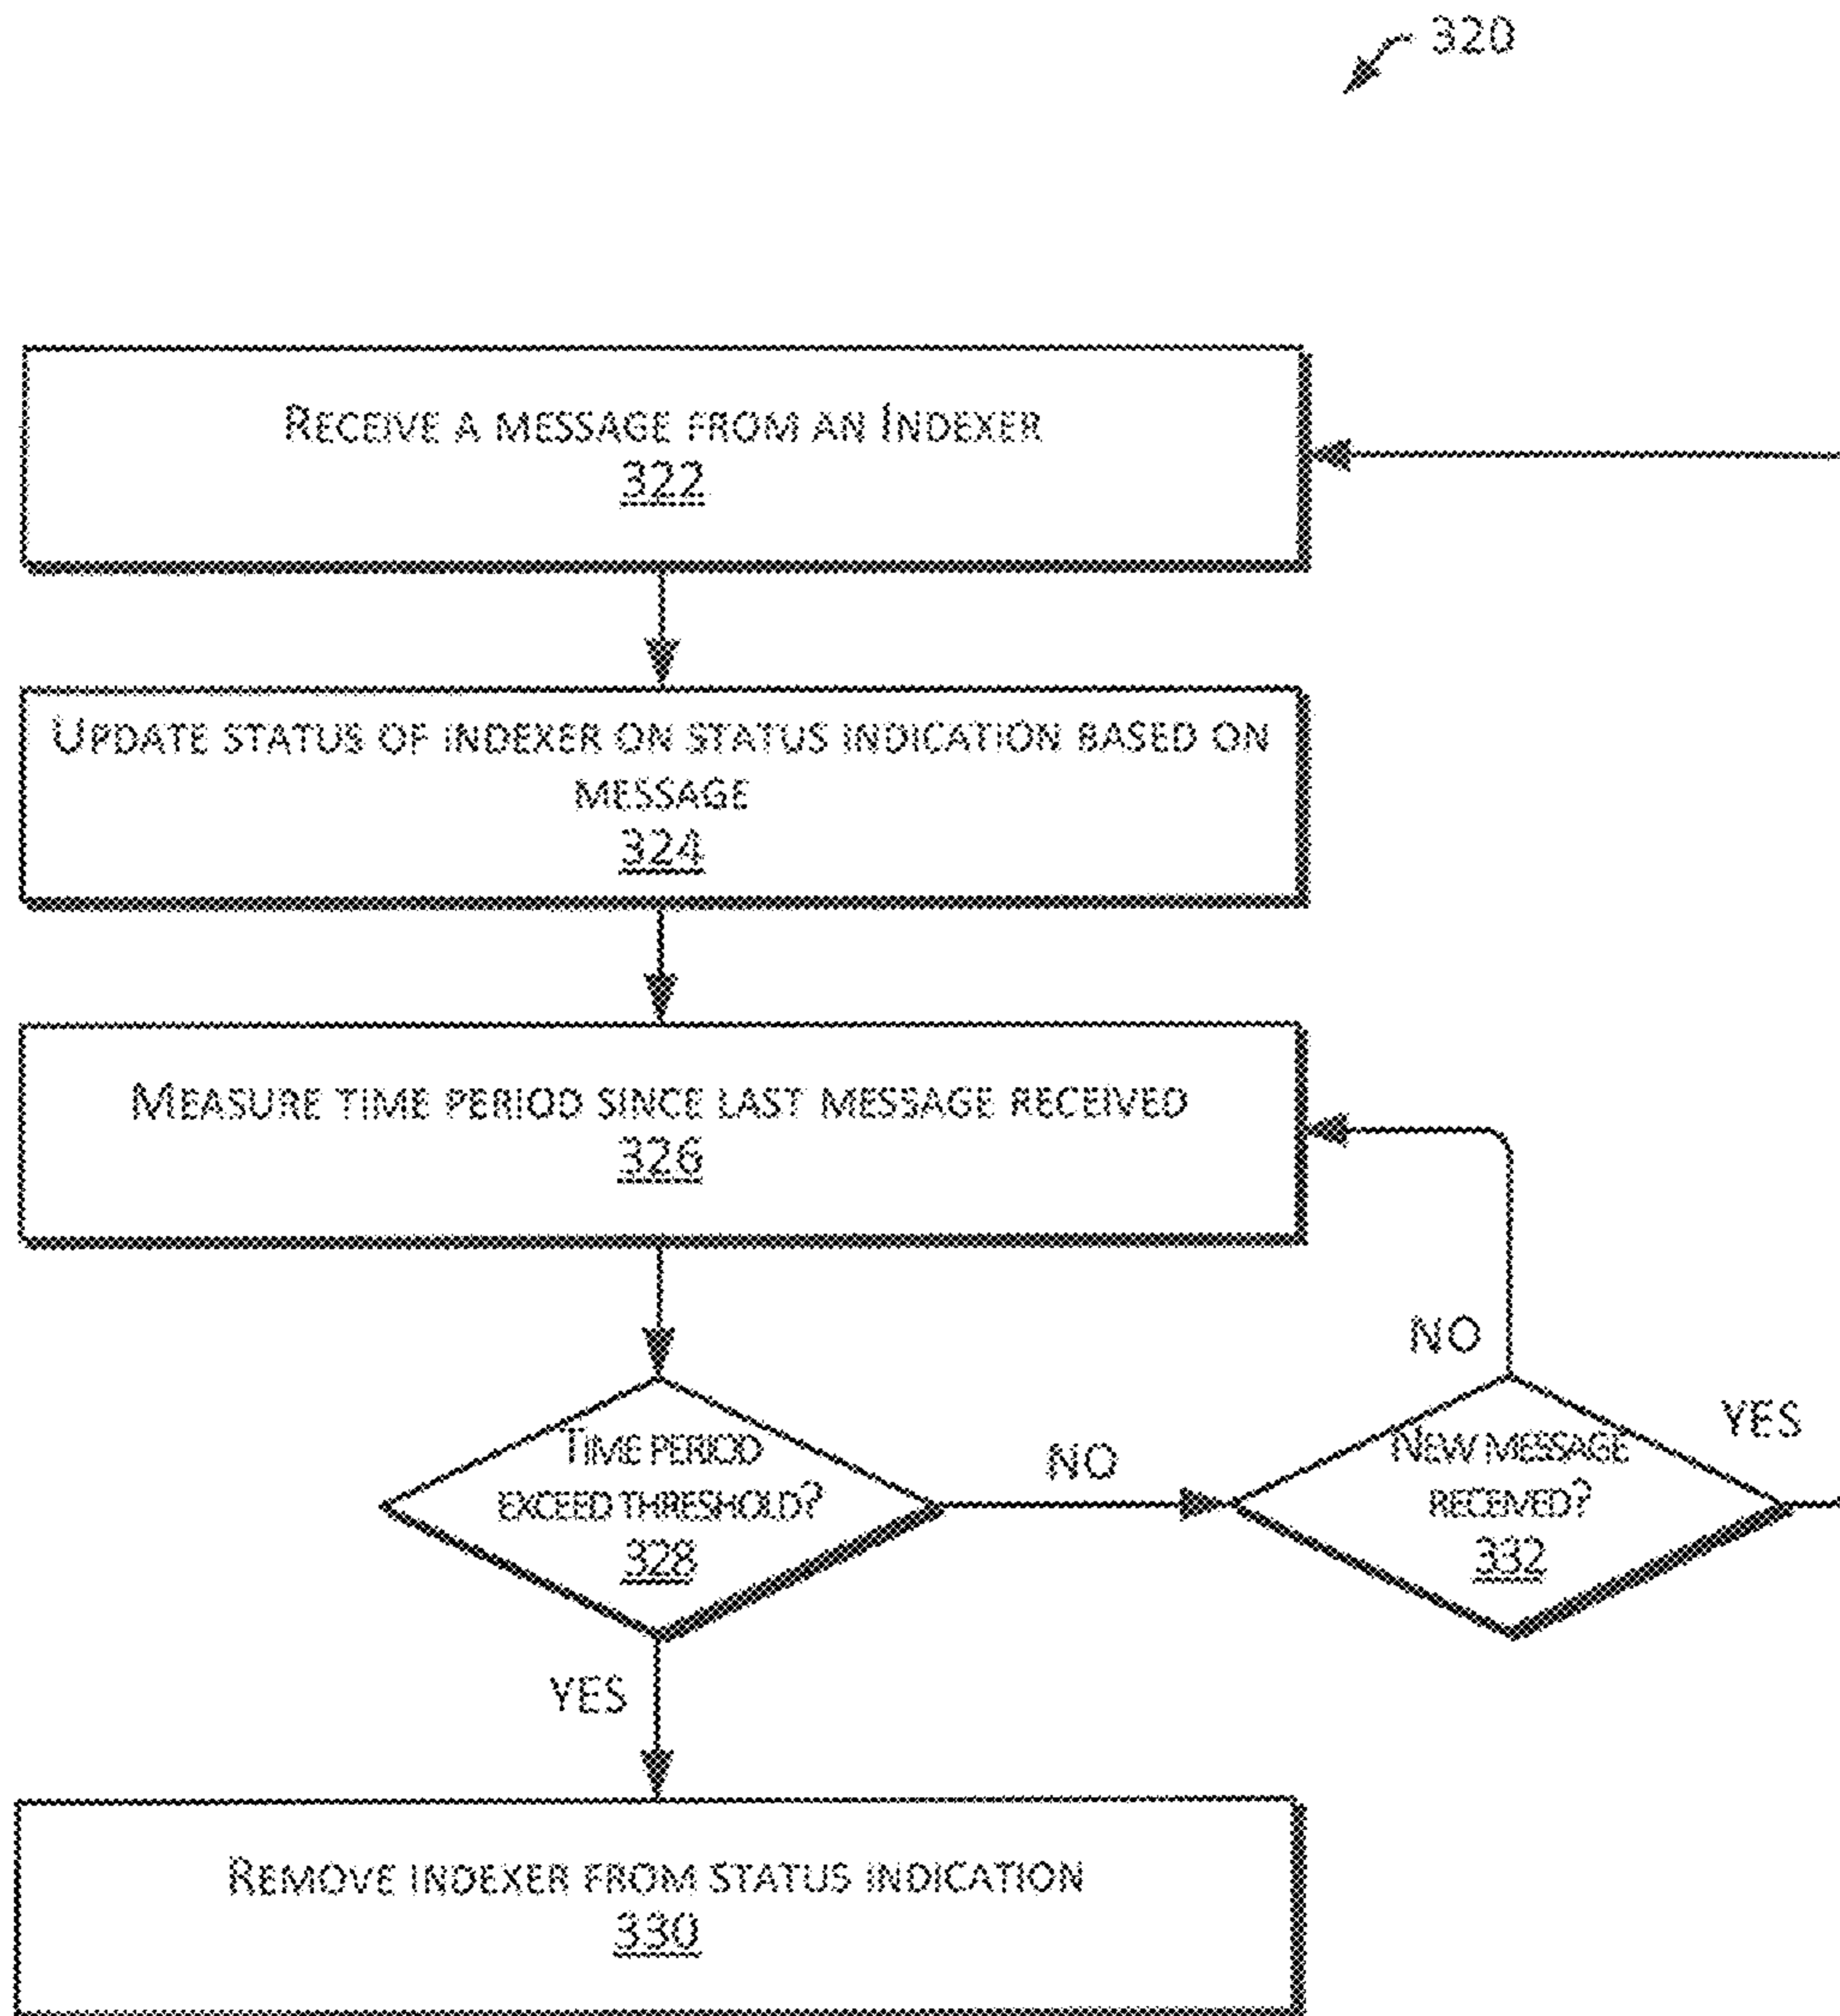 320
RECEIVE A MESSAGE FROM AN INDEXER
322
UPDATE STATUS OF INDEXER ON STATUS INDICATION BASED ON
MESSAGE
324
MEASURE TIME PERIOD SINCE LAST MESSAGE RECEIVED
326
TIME PERIOD
EXCEED THRESHOLD?
328
NO
NEW MESSAGE
RECEIVED?
332
NO
YES
YES
REMOVE INDEXER FROM STATUS INDICATION
330